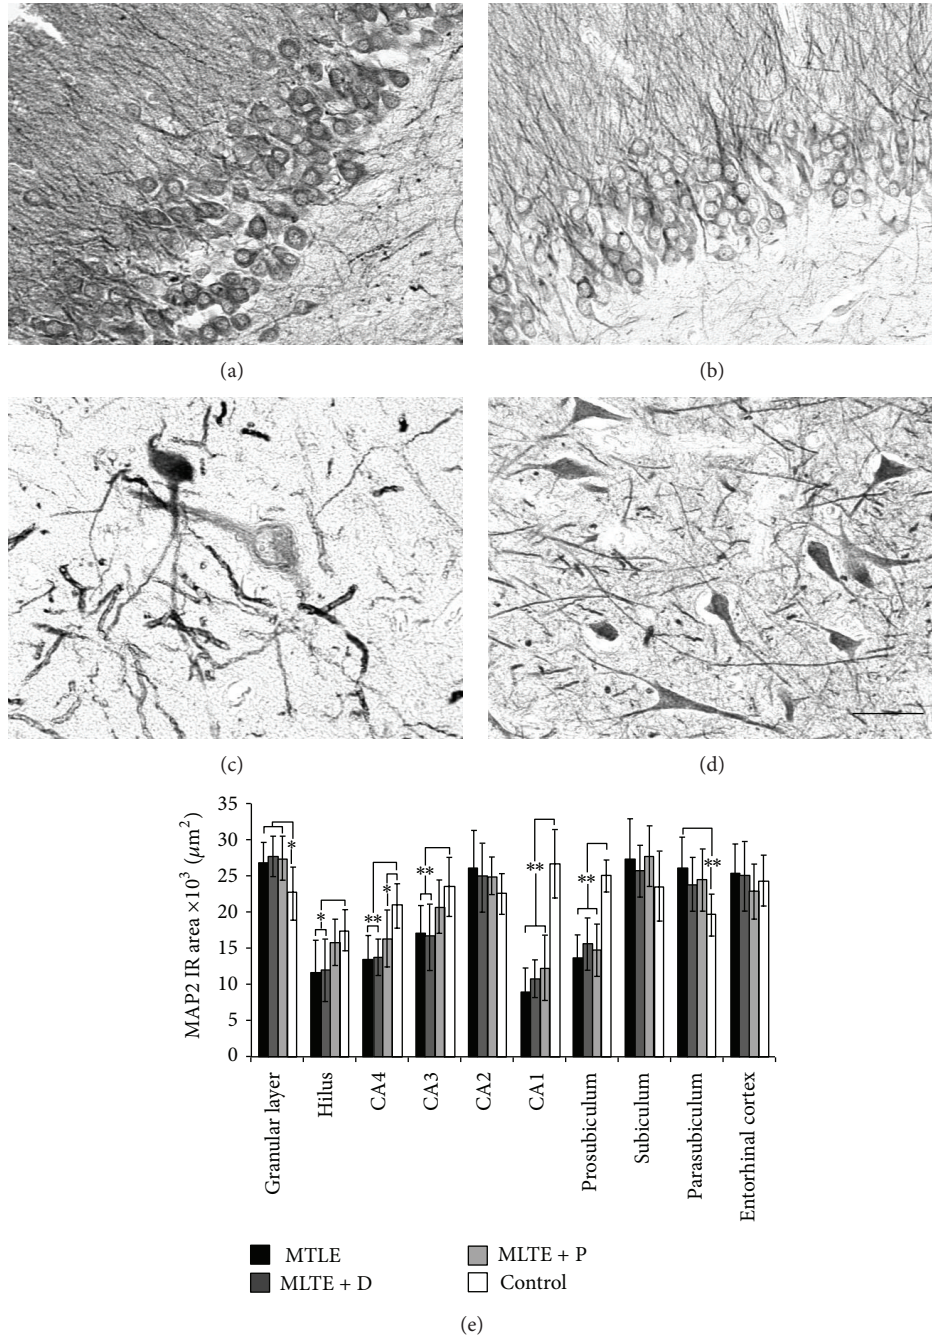 (a)
(b)
(c)
(d)
MAP2 IR area ×10³ (μm²)
35
30
25
20
15
10
5
0
*
*
**
*
**
**
**
**
Granular layer
Hilus
CA4
CA3
CA2
CA1
Prosubiculum
Subiculum
Parasubiculum
Entorhinal cortex
MTLE
MLTE + D
MLTE + P
Control
(e)